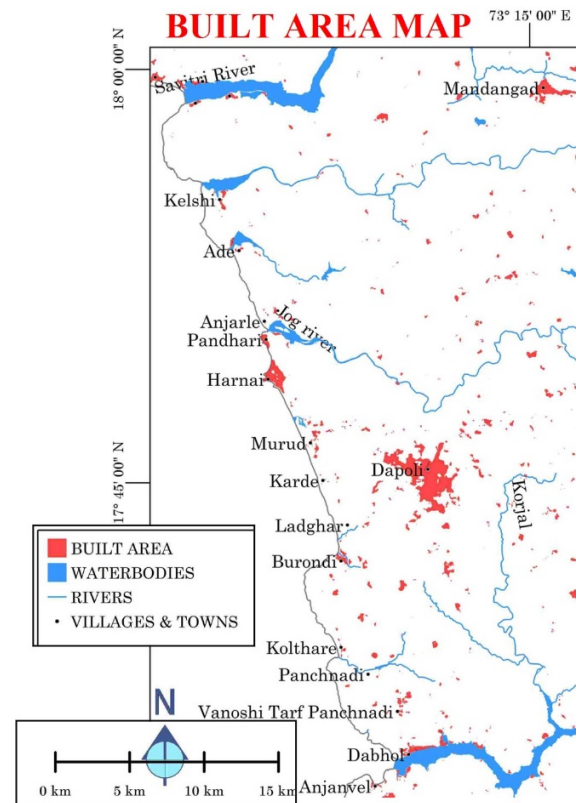 BUILT AREA MAP
73° 15' 00" E
18° 00' 00" N
Savitri River
Mandangad
Kelshi
Ade
Jog river
Anjarle
Pandhari
Harnai
Murud
Dapoli
Karde
17° 45' 00" N
Korjal
Ladghar
Burondi
BUILT AREA
WATERBODIES
RIVERS
VILLAGES & TOWNS
Kolthare
Panchnadi
Vanoshi Tarf Panchnadi
N
Dabhol
Anjanvel
0 km 5 km 10 km 15 km